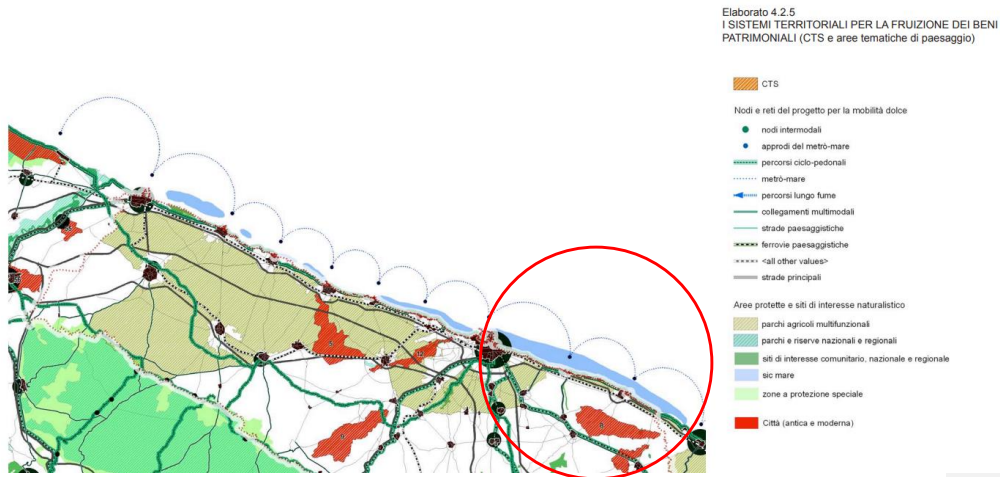 Elaborato 4.2.5
I SISTEMI TERRITORIALI PER LA FRUIZIONE DEI BENI
PATRIMONIALI (CTS e aree tematiche di paesaggio)
CTS
Nodi e reti del progetto per la mobilità dolce
nodi intermodali
approdi del metrò-mare
percorsi ciclo-pedonali
metrò-mare
percorsi lungo fume
collegamenti multimodali
strade paesaggistiche
ferrovie paesaggistiche
<all other values>
strade principali
Aree protette e siti di interesse naturalistico
parchi agricoli multifunzionali
parchi e riserve nazionali e regionali
siti di interesse comunitario, nazionale e regionale
sic mare
zone a protezione speciale
Città (antica e moderna)